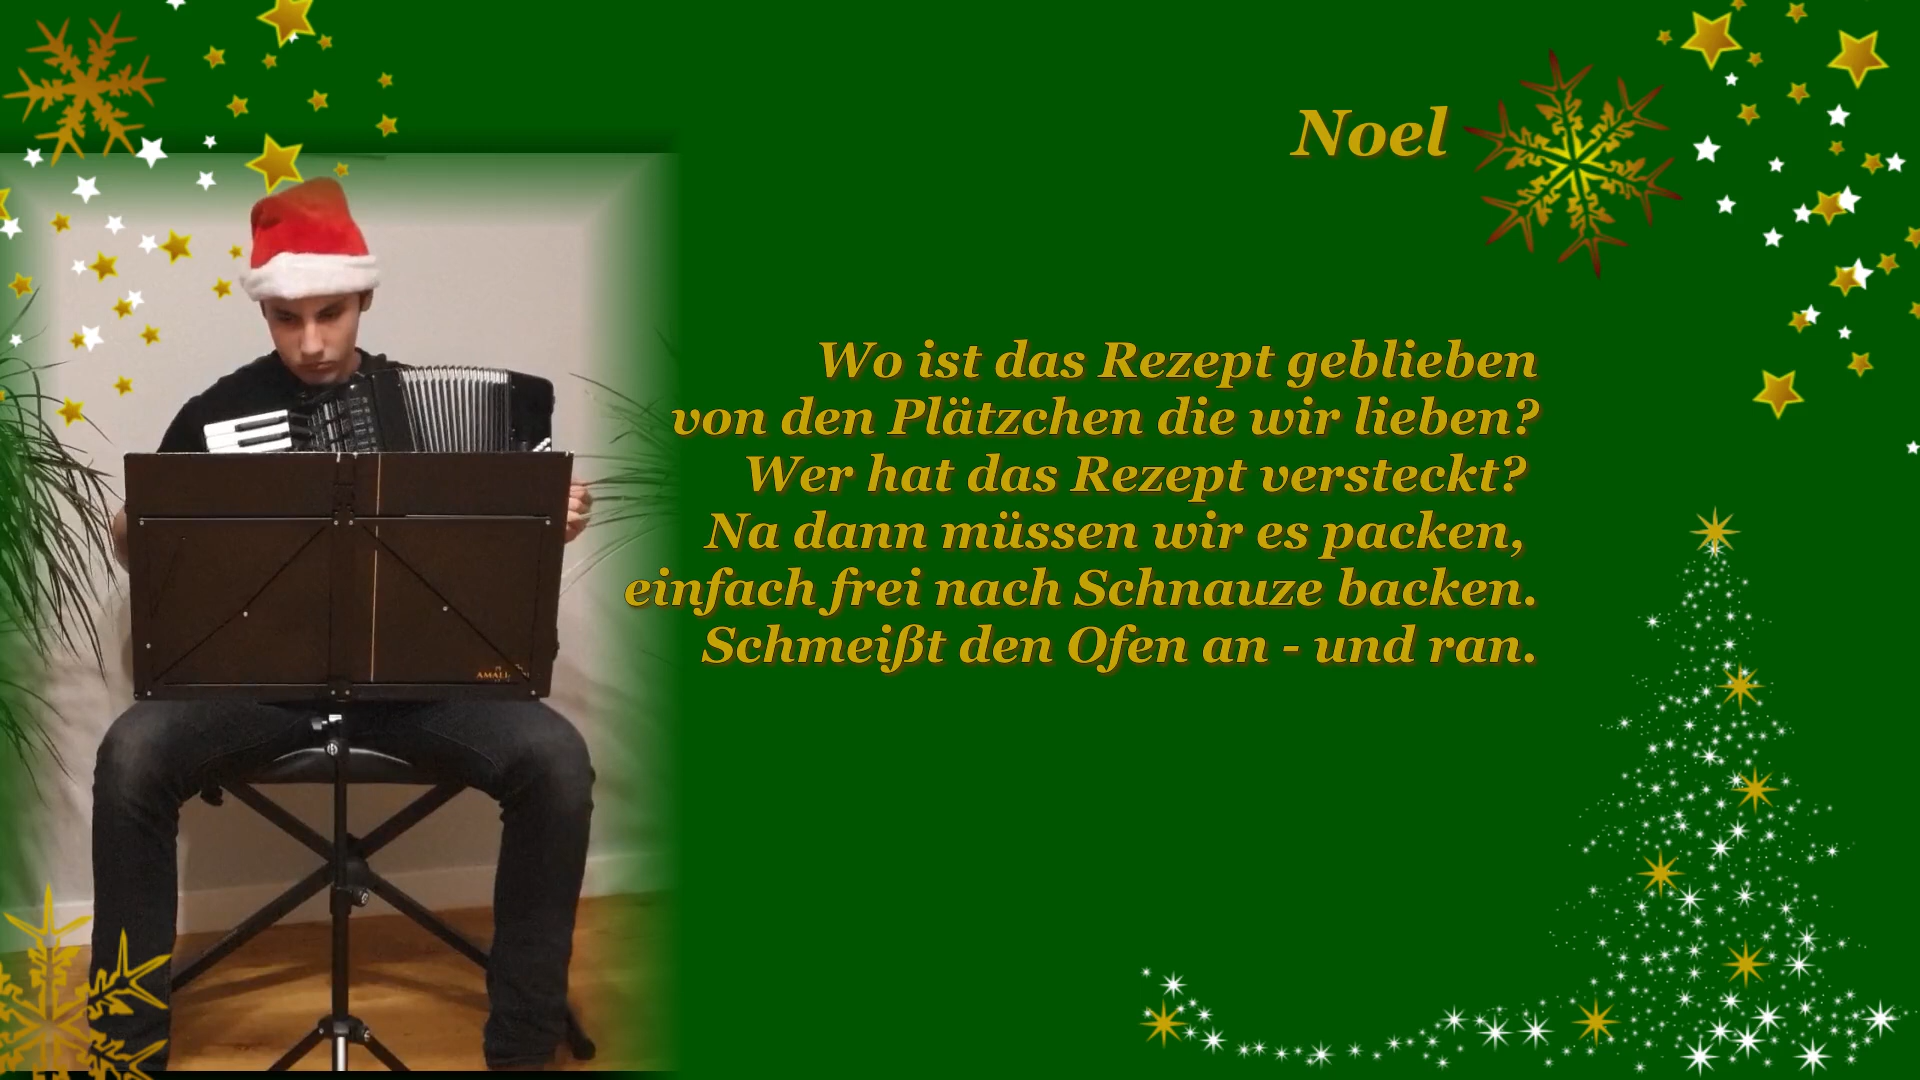 Noel
Wo ist das Rezept geblieben
von den Plätzchen die wir lieben?
Wer hat das Rezept versteckt?
Na dann müssen wir es packen,
einfach frei nach Schnauze backen.
Schmeißt den Ofen an - und ran.